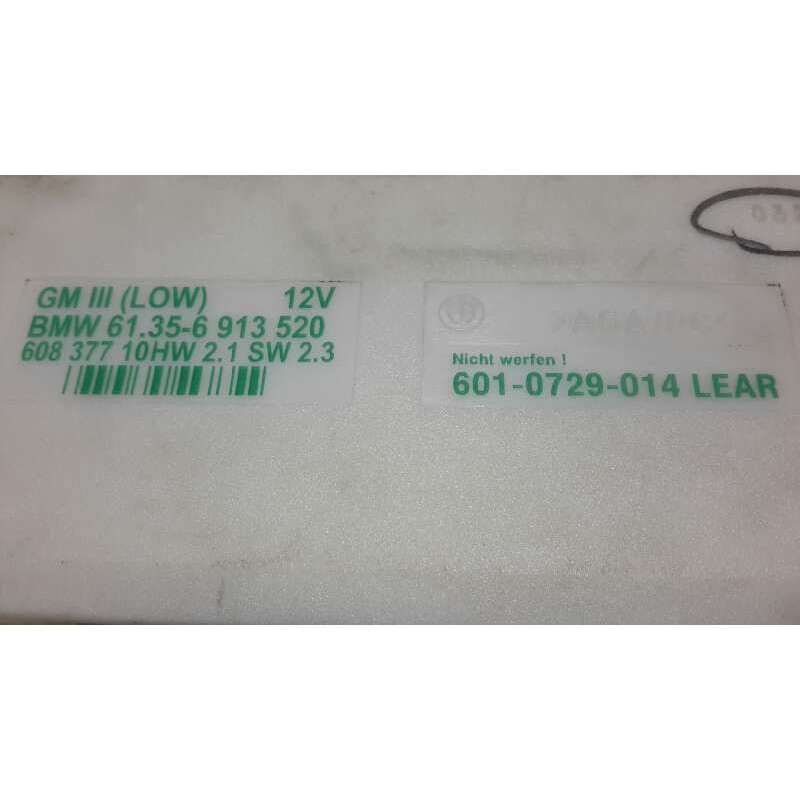 GM III (LOW) 12V
BMW 61.35-6 913 520
608 377 10HW 2.1 SW 2.3
Nicht werfen !
601-0729-014 LEAR